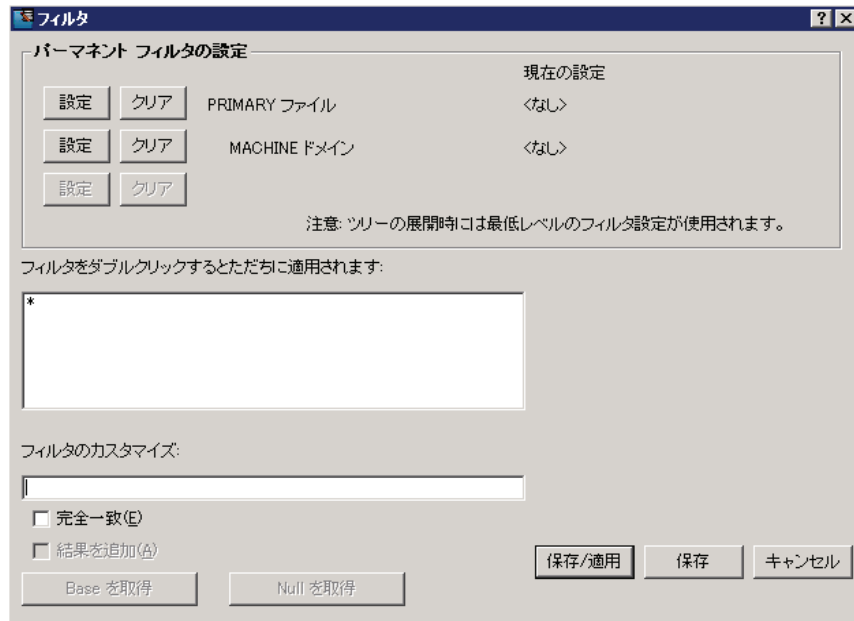 フィルタ
パーマネント フィルタの設定
現在の設定
設定 クリア PRIMARY ファイル <なし>
設定 クリア MACHINE ドメイン <なし>
設定 クリア
注意: ツリーの展開時には最低レベルのフィルタ設定が使用されます。
フィルタをダブルクリックするとただちに適用されます:
*
フィルタのカスタマイズ:
完全一致(E)
結果を追加(A)
保存/適用 保存 キャンセル
Base を取得 Null を取得